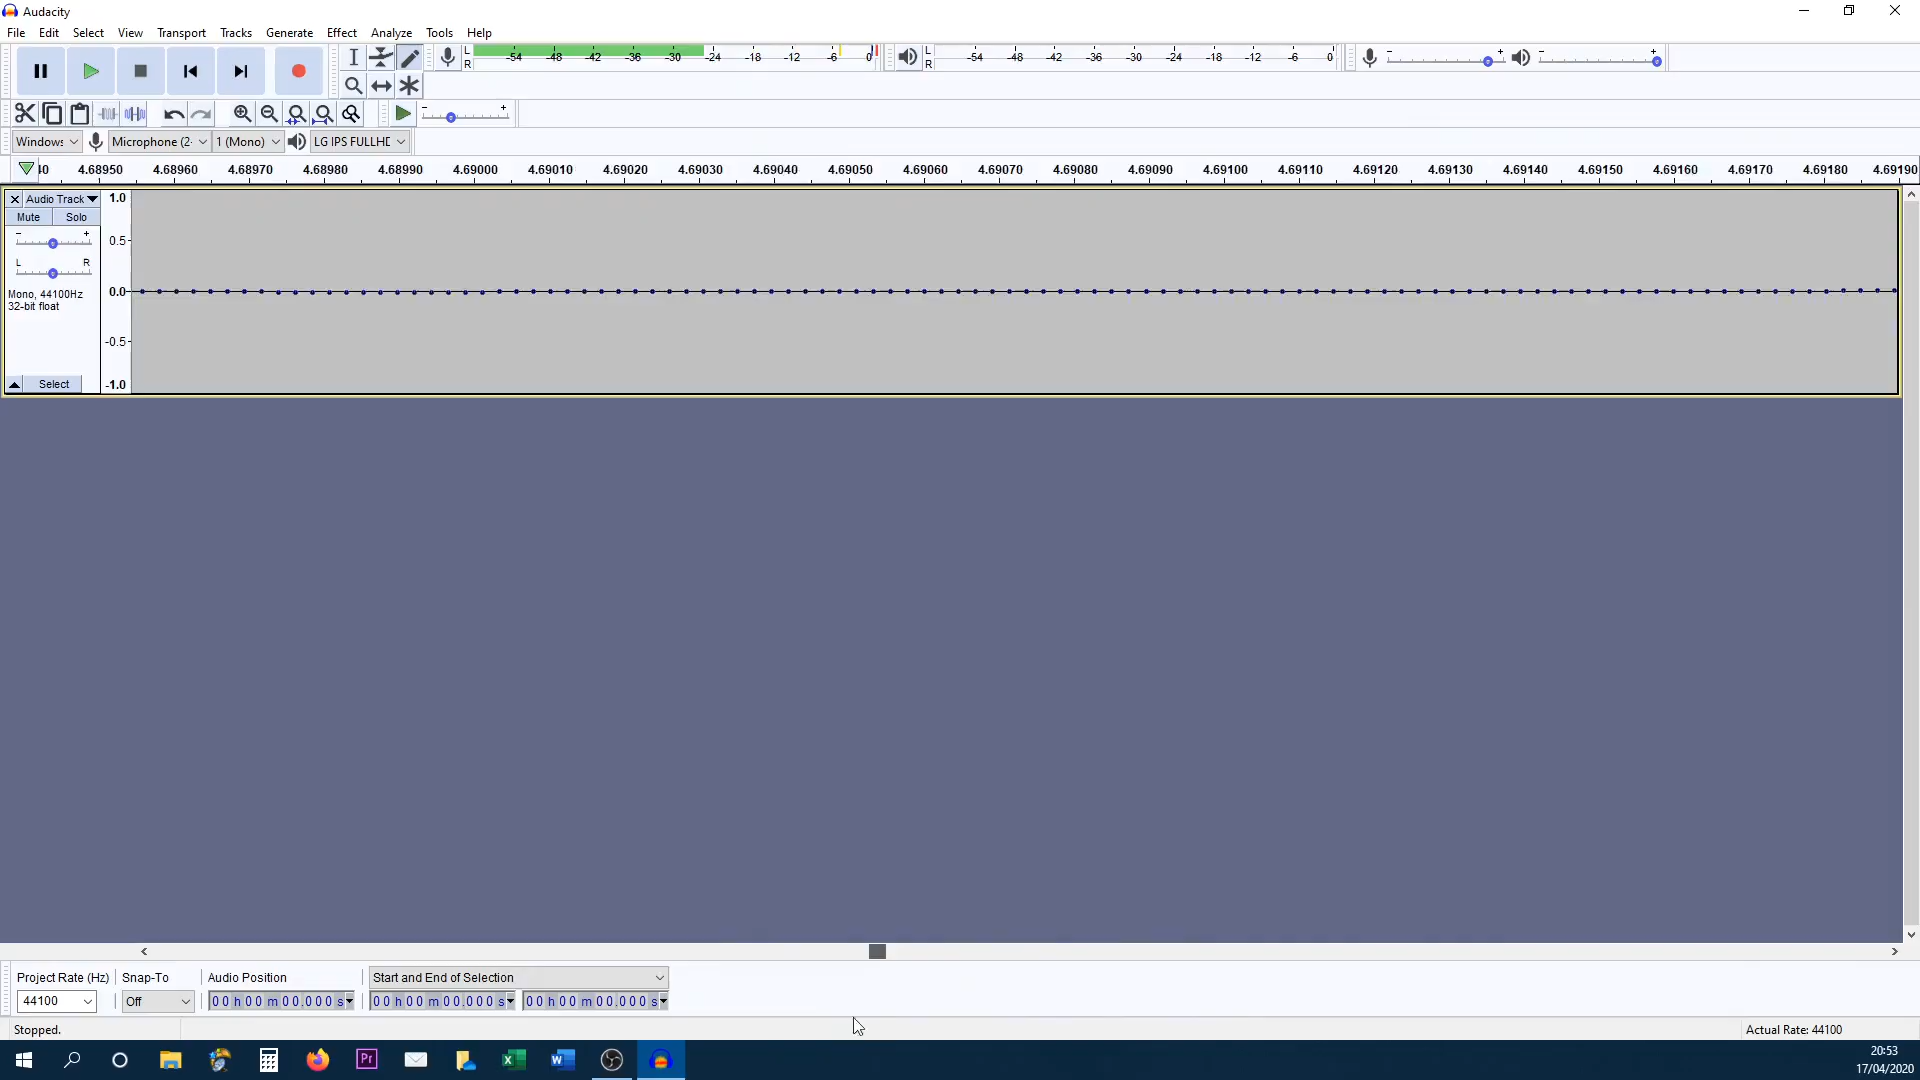 Audacity
File Edit Select View Transport Tracks Generate Effect Analyze Tools Help
L
R
-54 -48 -42 -36 -30 -24 -18 -12 -6 0
L
R
-54 -48 -42 -36 -30 -24 -18 -12 -6 0
Windows Microphone (2- 1 (Mono) LG IPS FULLHD
40 4.68950 4.68960 4.68970 4.68980 4.68990 4.69000 4.69010 4.69020 4.69030 4.69040 4.69050 4.69060 4.69070 4.69080 4.69090 4.69100 4.69110 4.69120 4.69130 4.69140 4.69150 4.69160 4.69170 4.69180 4.69190
Audio Track 1.0
Mute Solo
0.5
L R
Mono, 44100Hz 0.0
32-bit float
-0.5
Select -1.0
Project Rate (Hz) Snap-To Audio Position Start and End of Selection
44100 Off 00 h 00 m 00.000 s 00 h 00 m 00.000 s 00 h 00 m 00.000 s
Stopped. Actual Rate: 44100
Pr
20:53
17/04/2020